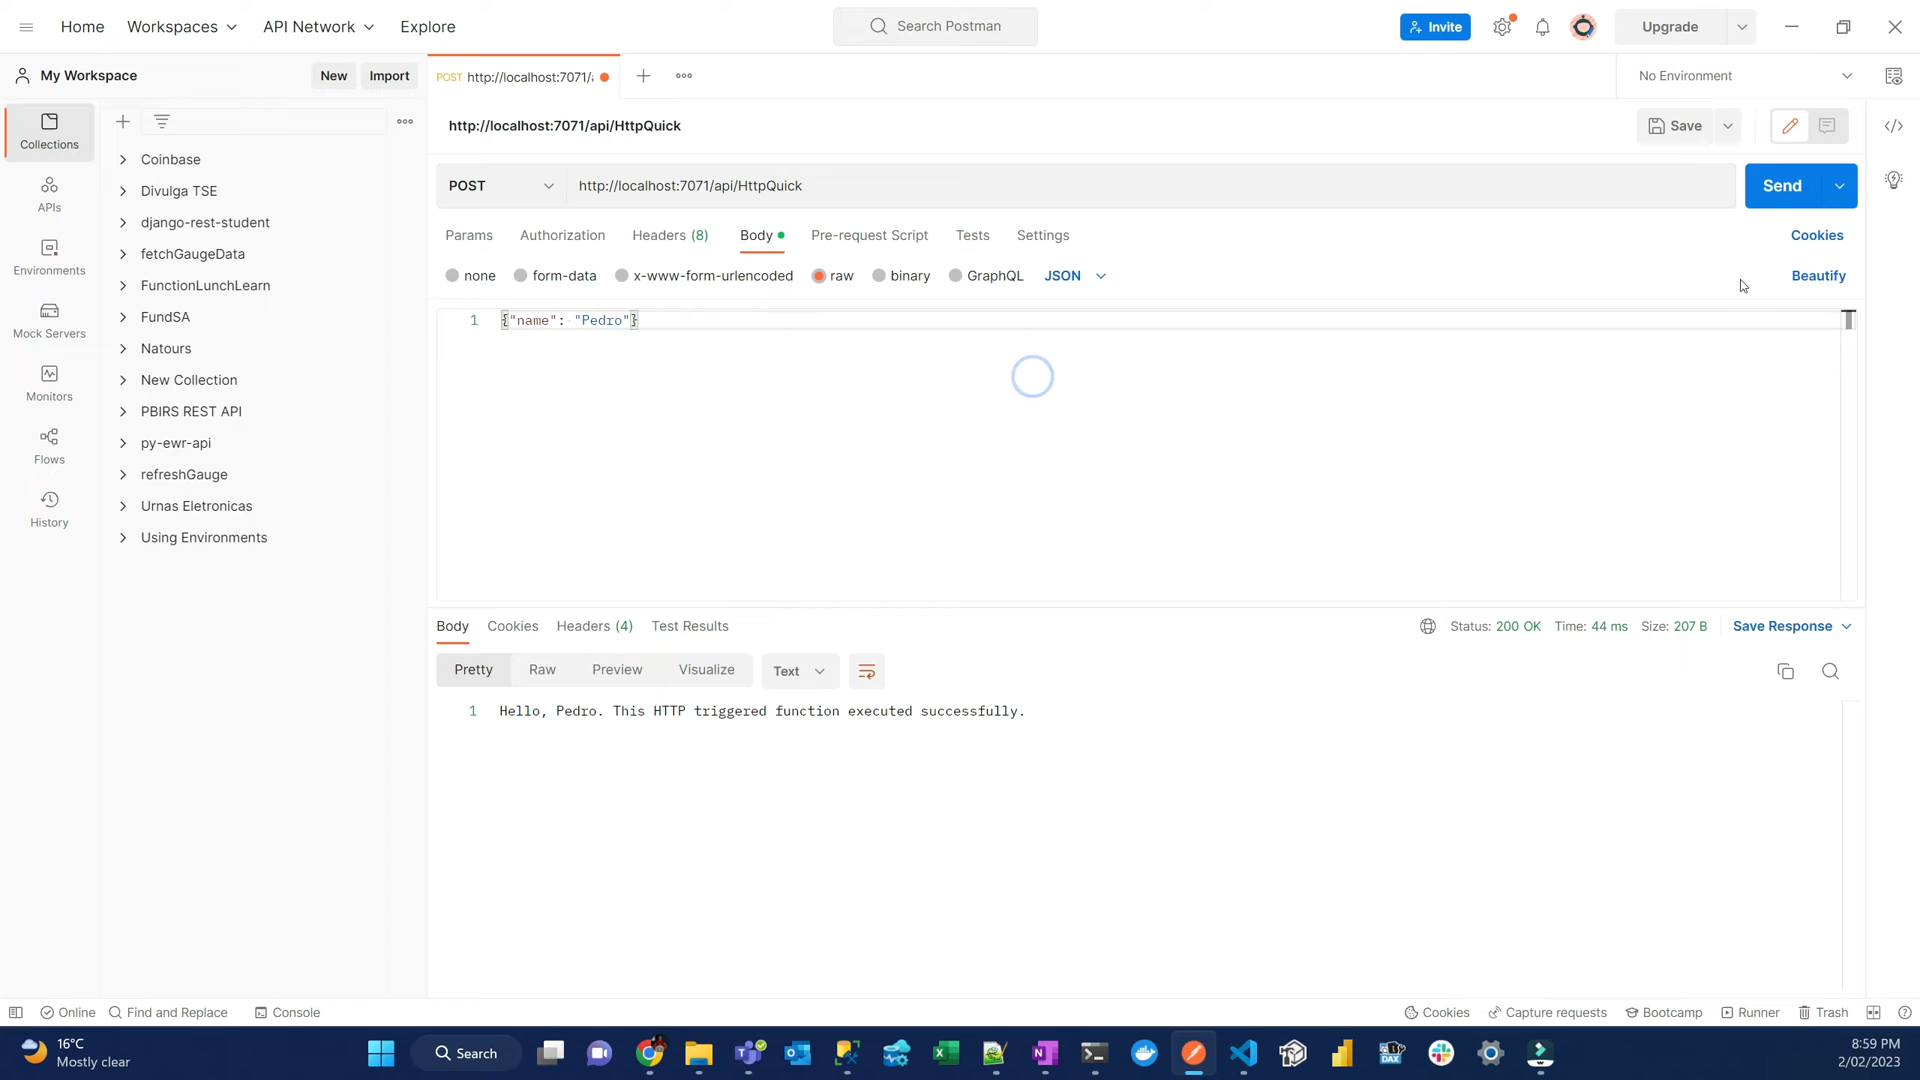 Home Workspaces API Network Explore Search Postman Invite Upgrade
My Workspace New Import POST http://localhost:7071/ No Environment
http://localhost:7071/api/HttpQuick Save
POST http://localhost:7071/api/HttpQuick Send
Params Authorization Headers (8) Body Pre-request Script Tests Settings Cookies
none form-data x-www-form-urlencoded raw binary GraphQL JSON Beautify
1 {"name": "Pedro"}
Collections
APIs
Environments
Mock Servers
Monitors
Flows
History
Coinbase
Divulga TSE
django-rest-student
fetchGaugeData
FunctionLunchLearn
FundSA
Natours
New Collection
PBIRS REST API
py-ewr-api
refreshGauge
Urnas Eletronicas
Using Environments
Body Cookies Headers (4) Test Results Status: 200 OK Time: 44 ms Size: 207 B Save Response
Pretty Raw Preview Visualize Text
1 Hello, Pedro. This HTTP triggered function executed successfully.
Online Find and Replace Console Cookies Capture requests Bootcamp Runner Trash
16°C
Mostly clear
Search
DAX
8:59 PM
2/02/2023